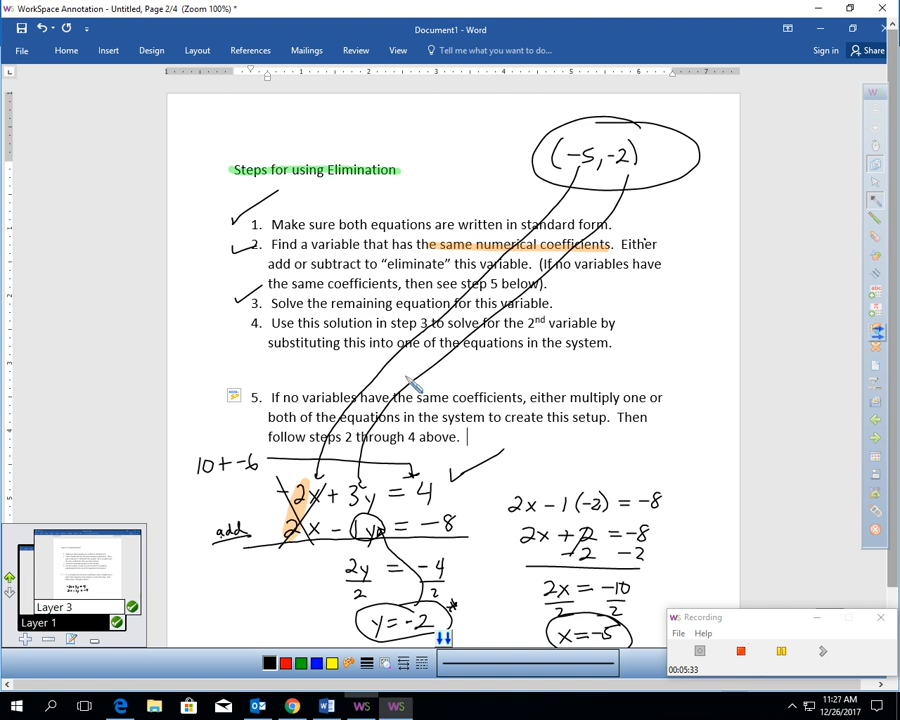 WorkSpace Annotation - Untitled, Page 2/4 (Zoom 100%) *
Document1 - Word
File Home Insert Design Layout References Mailings Review View Tell me what you want to do... Sign in Share
1 1 2 3 4 5 6 7
(-5, -2)
Steps for using Elimination
1. Make sure both equations are written in standard form.
2. Find a variable that has the same numerical coefficients. Either
add or subtract to “eliminate” this variable. (If no variables have
the same coefficients, then see step 5 below).
3. Solve the remaining equation for this variable.
4. Use this solution in step 3 to solve for the 2nd variable by
substituting this into one of the equations in the system.
5. If no variables have the same coefficients, either multiply one or
both of the equations in the system to create this setup. Then
follow steps 2 through 4 above.
10 + -6
-2x + 3y = 4
add 2x - 1y = -8
2y = -4
2 2
y = -2 *
2x - 1(-2) = -8
2x + 2 = -8
-2 -2
2x = -10
2 2
x = -5
Layer 3
Layer 1
Recording
File Help
00:05:33
11:27 AM
12/26/2017